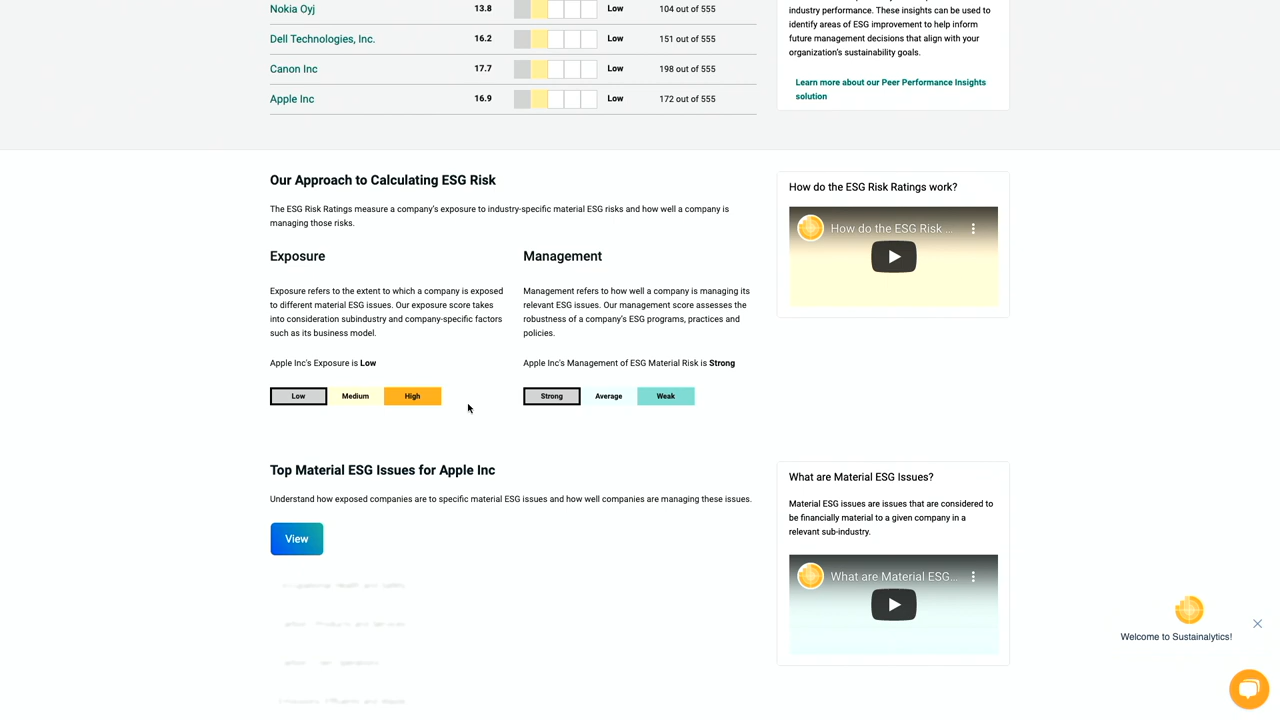 Nokia Oyj 13.8 Low 104 out of 555
Dell Technologies, Inc. 16.2 Low 151 out of 555
Canon Inc 17.7 Low 198 out of 555
Apple Inc 16.9 Low 172 out of 555
industry performance. These insights can be used to
identify areas of ESG improvement to help inform
future management decisions that align with your
organization's sustainability goals.
Learn more about our Peer Performance Insights
solution
Our Approach to Calculating ESG Risk
The ESG Risk Ratings measure a company's exposure to industry-specific material ESG risks and how well a company is
managing those risks.
Exposure
Exposure refers to the extent to which a company is exposed
to different material ESG issues. Our exposure score takes
into consideration subindustry and company-specific factors
such as its business model.
Apple Inc's Exposure is Low
Low Medium High
Management
Management refers to how well a company is managing its
relevant ESG issues. Our management score assesses the
robustness of a company's ESG programs, practices and
policies.
Apple Inc's Management of ESG Material Risk is Strong
Strong Average Weak
How do the ESG Risk Ratings work?
How do the ESG Risk ...
Top Material ESG Issues for Apple Inc
Understand how exposed companies are to specific material ESG issues and how well companies are managing these issues.
View
What are Material ESG Issues?
Material ESG issues are issues that are considered to
be financially material to a given company in a
relevant sub-industry.
What are Material ESG...
Welcome to Sustainalytics!